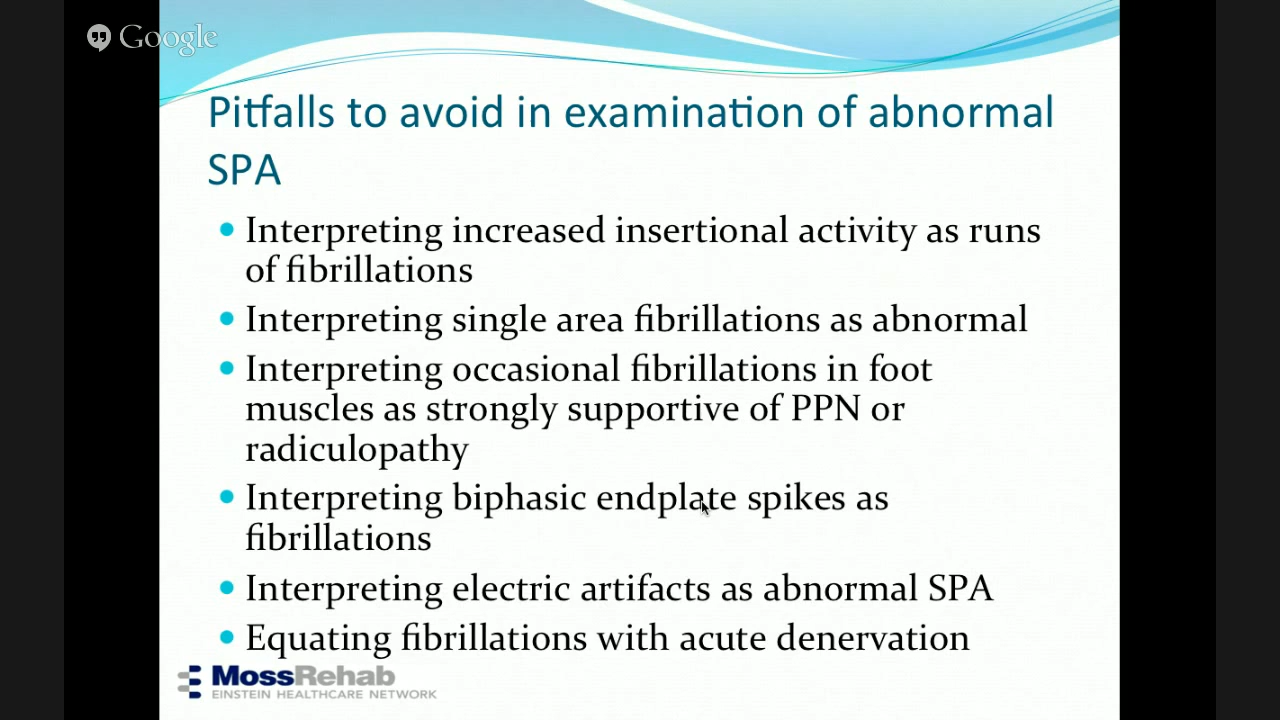 Google
Pitfalls to avoid in examination of abnormal
SPA
• Interpreting increased insertional activity as runs
of fibrillations
• Interpreting single area fibrillations as abnormal
• Interpreting occasional fibrillations in foot
muscles as strongly supportive of PPN or
radiculopathy
• Interpreting biphasic endplate spikes as
fibrillations
• Interpreting electric artifacts as abnormal SPA
• Equating fibrillations with acute denervation
MossRehab
EINSTEIN HEALTHCARE NETWORK